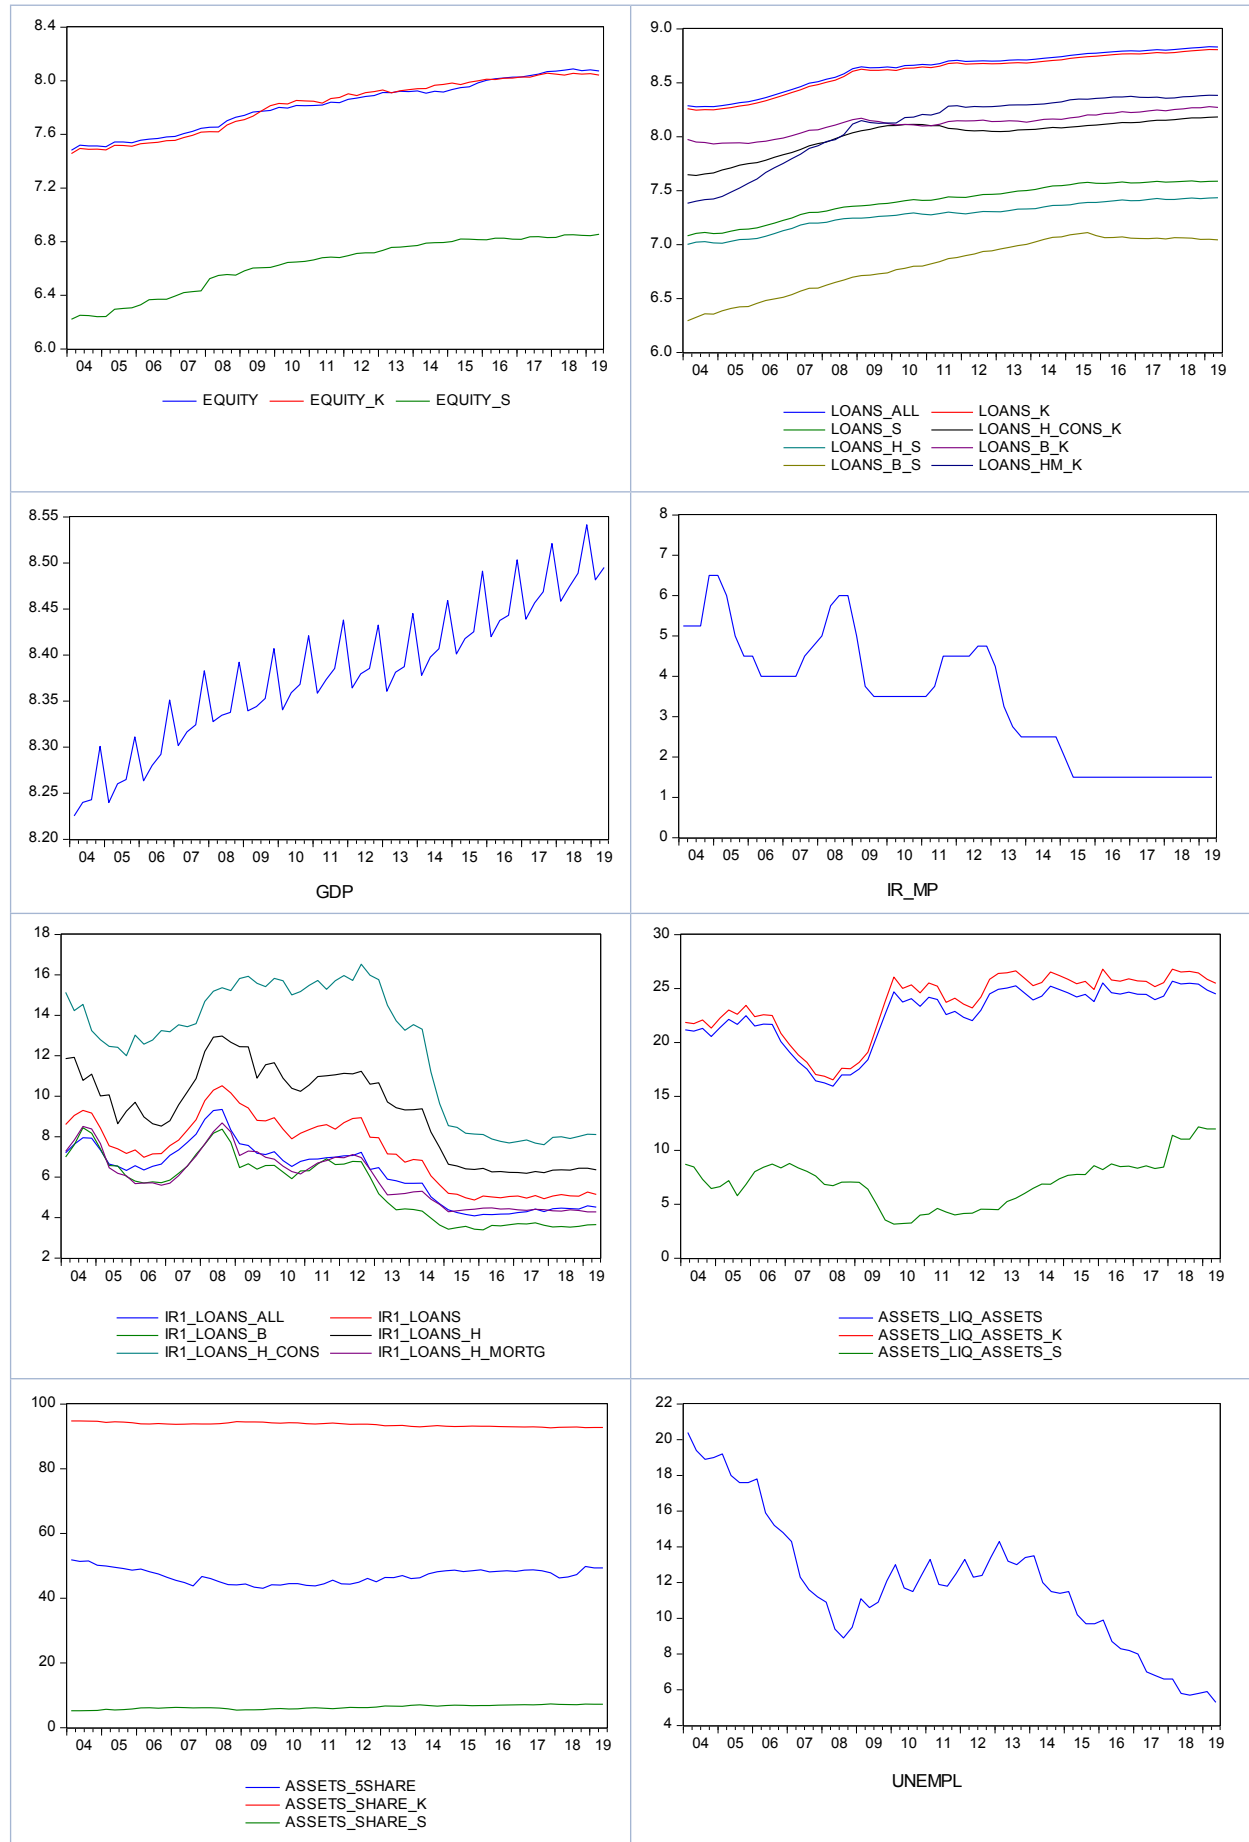 8.4
8.0
7.6
7.2
6.8
6.4
6.0
04 05 06 07 08 09 10 11 12 13 14 15 16 17 18 19
EQUITY EQUITY_K EQUITY_S
9.0
8.5
8.0
7.5
7.0
6.5
6.0
04 05 06 07 08 09 10 11 12 13 14 15 16 17 18 19
LOANS_ALL LOANS_K
LOANS_S LOANS_H_CONS_K
LOANS_H_S LOANS_B_K
LOANS_B_S LOANS_HM_K
8.55
8.50
8.45
8.40
8.35
8.30
8.25
8.20
04 05 06 07 08 09 10 11 12 13 14 15 16 17 18 19
GDP
8
7
6
5
4
3
2
1
0
04 05 06 07 08 09 10 11 12 13 14 15 16 17 18 19
IR_MP
18
16
14
12
10
8
6
4
2
04 05 06 07 08 09 10 11 12 13 14 15 16 17 18 19
IR1_LOANS_ALL IR1_LOANS
IR1_LOANS_B IR1_LOANS_H
IR1_LOANS_H_CONS IR1_LOANS_H_MORTG
30
25
20
15
10
5
0
04 05 06 07 08 09 10 11 12 13 14 15 16 17 18 19
ASSETS_LIQ_ASSETS
ASSETS_LIQ_ASSETS_K
ASSETS_LIQ_ASSETS_S
100
80
60
40
20
0
04 05 06 07 08 09 10 11 12 13 14 15 16 17 18 19
ASSETS_5SHARE
ASSETS_SHARE_K
ASSETS_SHARE_S
22
20
18
16
14
12
10
8
6
4
04 05 06 07 08 09 10 11 12 13 14 15 16 17 18 19
UNEMPL